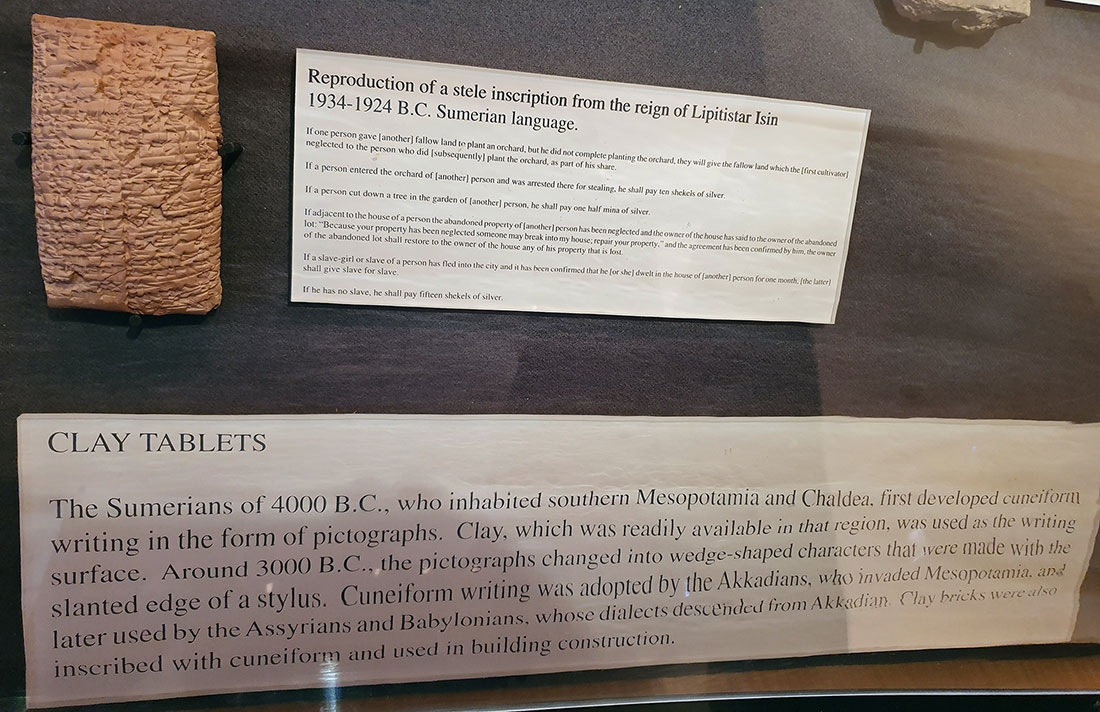 Reproduction of a stele inscription from the reign of Lipitistar Isin
1934-1924 B.C. Sumerian language.
If one person gave [another] fallow land to plant an orchard, but he did not complete planting the orchard, they will give the fallow land which the [first cultivator]
neglected to the person who did [subsequently] plant the orchard, as part of his share.
If a person entered the orchard of [another] person and was arrested there for stealing, he shall pay ten shekels of silver.
If a person cut down a tree in the garden of [another] person, he shall pay one half mina of silver.
If adjacent to the house of a person the abandoned property of [another] person has been neglected and the owner of the house has said to the owner of the abandoned
lot: "Because your property has been neglected someone may break into my house; repair your property," and the agreement has been confirmed by him, the owner
of the abandoned lot shall restore to the owner of the house any of his property that is lost.
If a slave-girl or slave of a person has fled into the city and it has been confirmed that he [or she] dwelt in the house of [another] person for one month, [the latter]
shall give slave for slave.
If he has no slave, he shall pay fifteen shekels of silver.
CLAY TABLETS
The Sumerians of 4000 B.C., who inhabited southern Mesopotamia and Chaldea, first developed cuneiform
writing in the form of pictographs. Clay, which was readily available in that region, was used as the writing
surface. Around 3000 B.C., the pictographs changed into wedge-shaped characters that were made with the
slanted edge of a stylus. Cuneiform writing was adopted by the Akkadians, who invaded Mesopotamia, and
later used by the Assyrians and Babylonians, whose dialects descended from Akkadian. Clay bricks were also
inscribed with cuneiform and used in building construction.